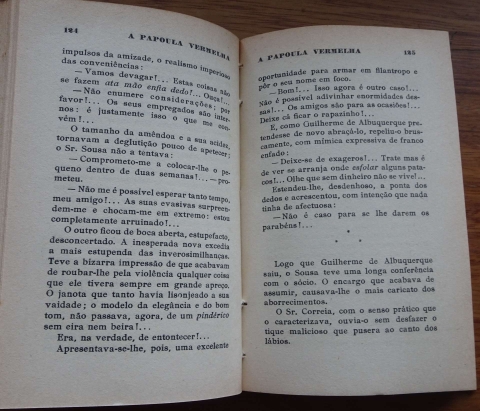 124
A PAPOULA VERMELHA
impulsos da amizade, o realismo imperioso
das conveniências:
— Vamos devagar!... Estas coisas não
se fazem ata mão enfia dedo!... Ouça!...
— Não enumere considerações; por
favor!... Os seus empregados são inter-
nos: é justamente isso o que me con-
vém!...
O tamanho da amêndoa e a sua acidez,
tornavam a deglutição pouco de apetecer:
o Sr. Sousa não a tentava:
— Comprometo-me a colocar-lhe o pe-
queno dentro de duas semanas!... — pro-
meteu.
— Não me é possível esperar tanto tempo,
meu amigo!... As suas evasivas surpreen-
dem-me e chocam-me em extremo: estou
completamente arruïnado!...
O outro ficou de boca aberta, estupefacto,
desconcertado. A inesperada nova excedia
a mais estupenda das inverosimilhanças.
Teve a bizarra impressão de que acabavam
de roubar-lhe pela violência qualquer coisa
que êle tivera sempre em grande aprêço.
O janota que tanto havia lisonjeado a sua
vaidade; o modelo da elegância e do bom
tom, não passava, agora, de um pindérico
sem eira nem beira!...
Era, na verdade, de entontecer!...
Apresentava-se-lhe, pois, uma excelente
A PAPOULA VERMELHA
125
oportunidade para armar em filantropo e
pôr o seu nome em foco.
— Bom!... Isso agora é outro caso!...
Não é possível adivinhar enormidades des-
sas!... Os amigos são para as ocasiões!...
Deixe cá ficar o rapazinho!...
E, como Guilherme de Albuquerque pre-
tendesse de novo abraçá-lo, repeliu-o brus-
camente, com mímica expressiva de franco
enfado:
— Deixe-se de exageros!... Trate mas é
de ver se arranja onde esfolar alguns pata-
cos!... Olhe que sem dinheiro não se vive!...
Estendeu-lhe, desdenhoso, a ponta dos
dedos e acrescentou, com intenção que nada
tinha de afectuosa:
— Não é caso para se lhe darem os
parabéns!...
* * *
Logo que Guilherme de Albuquerque
saíu, o Sousa teve uma longa conferência
com o sócio. O encargo que acabava de
assumir, causava-lhe o mais caricato dos
aborrecimentos.
O Sr. Correia, com o senso prático que
o caracterizava, ouvia-o sem desfazer o
tique malicioso que pusera ao canto dos
lábios.